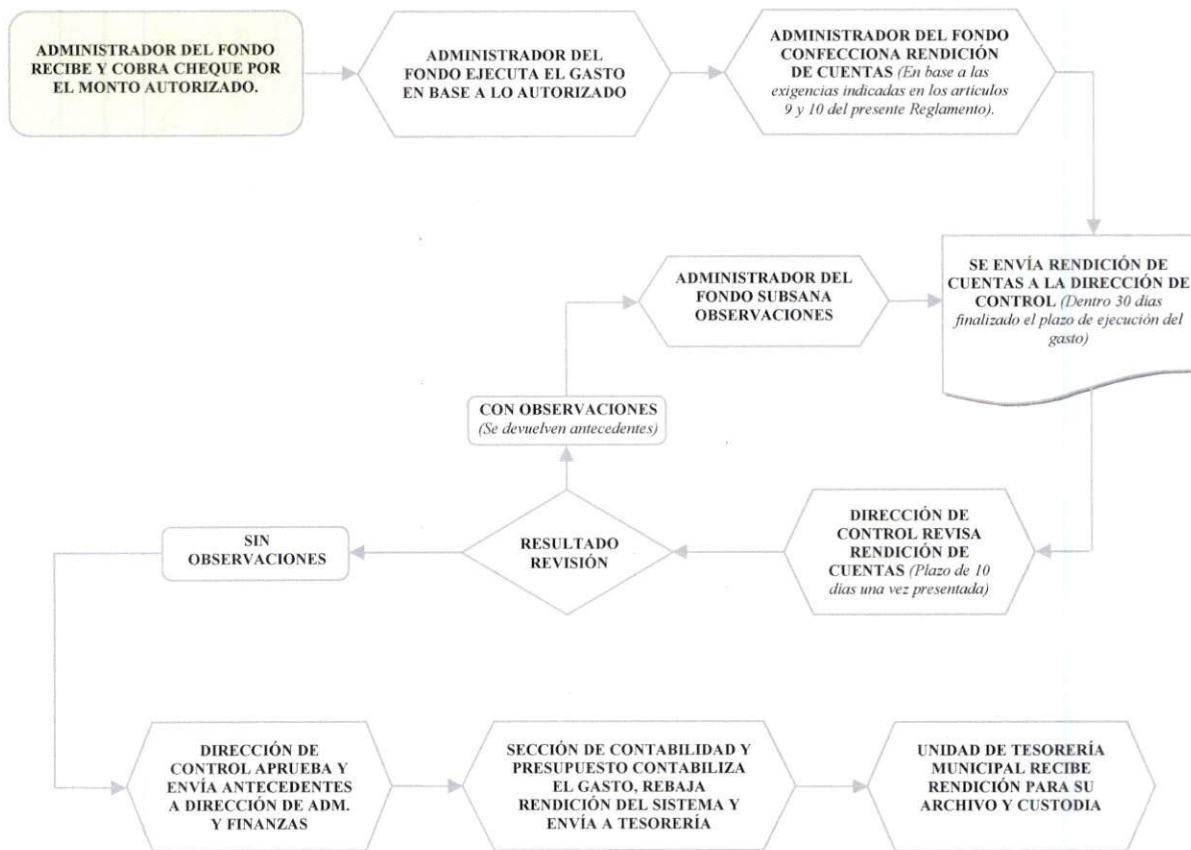 ADMINISTRADOR DEL FONDO
RECIBE Y COBRA CHEQUE POR
EL MONTO AUTORIZADO.
ADMINISTRADOR DEL
FONDO EJECUTA EL GASTO
EN BASE A LO AUTORIZADO
ADMINISTRADOR DEL FONDO
CONFECCIONA RENDICIÓN
DE CUENTAS (En base a las
exigencias indicadas en los artículos
9 y 10 del presente Reglamento).
SE ENVÍA RENDICIÓN DE
CUENTAS A LA DIRECCIÓN DE
CONTROL (Dentro 30 días
finalizado el plazo de ejecución del
gasto)
ADMINISTRADOR DEL
FONDO SUBSANA
OBSERVACIONES
CON OBSERVACIONES
(Se devuelven antecedentes)
DIRECCIÓN DE
CONTROL REVISA
RENDICIÓN DE
CUENTAS (Plazo de 10
días una vez presentada)
RESULTADO
REVISIÓN
SIN
OBSERVACIONES
DIRECCIÓN DE
CONTROL APRUEBA Y
ENVÍA ANTECEDENTES
A DIRECCIÓN DE ADM.
Y FINANZAS
SECCIÓN DE CONTABILIDAD Y
PRESUPUESTO CONTABILIZA
EL GASTO, REBAJA
RENDICIÓN DEL SISTEMA Y
ENVÍA A TESORERÍA
UNIDAD DE TESORERÍA
MUNICIPAL RECIBE
RENDICIÓN PARA SU
ARCHIVO Y CUSTODIA